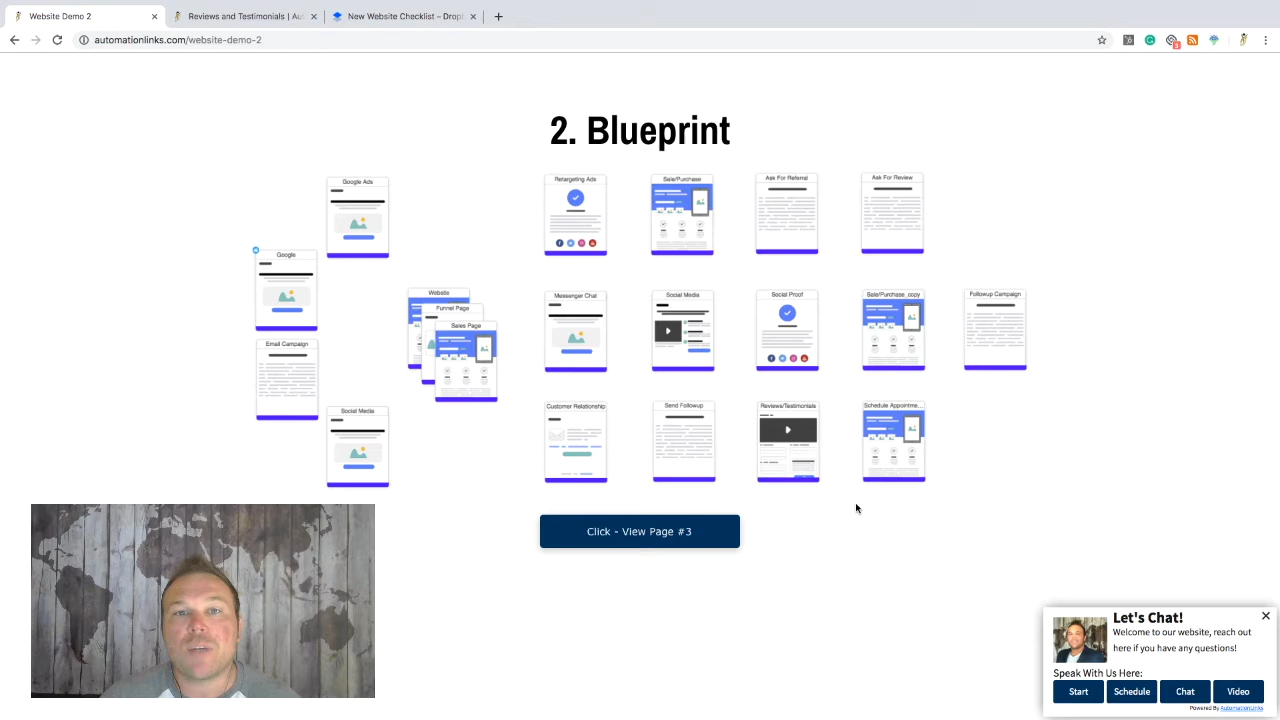 Website Demo 2
Reviews and Testimonials | Aut
New Website Checklist – Dropb
automationlinks.com/website-demo-2
2. Blueprint
Google Ads
Retargeting Ads
Sale/Purchase
Ask For Referral
Ask For Review
Google
Website
Funnel Page
Sales Page
Messenger Chat
Social Media
Social Proof
Sale/Purchase_copy
Followup Campaign
Email Campaign
Social Media
Customer Relationship
Send Followup
Reviews/Testimonials
Schedule Appointme...
Click - View Page #3
Let's Chat!
Welcome to our website, reach out
here if you have any questions!
Speak With Us Here:
Start
Schedule
Chat
Video
Powered By AutomationLinks